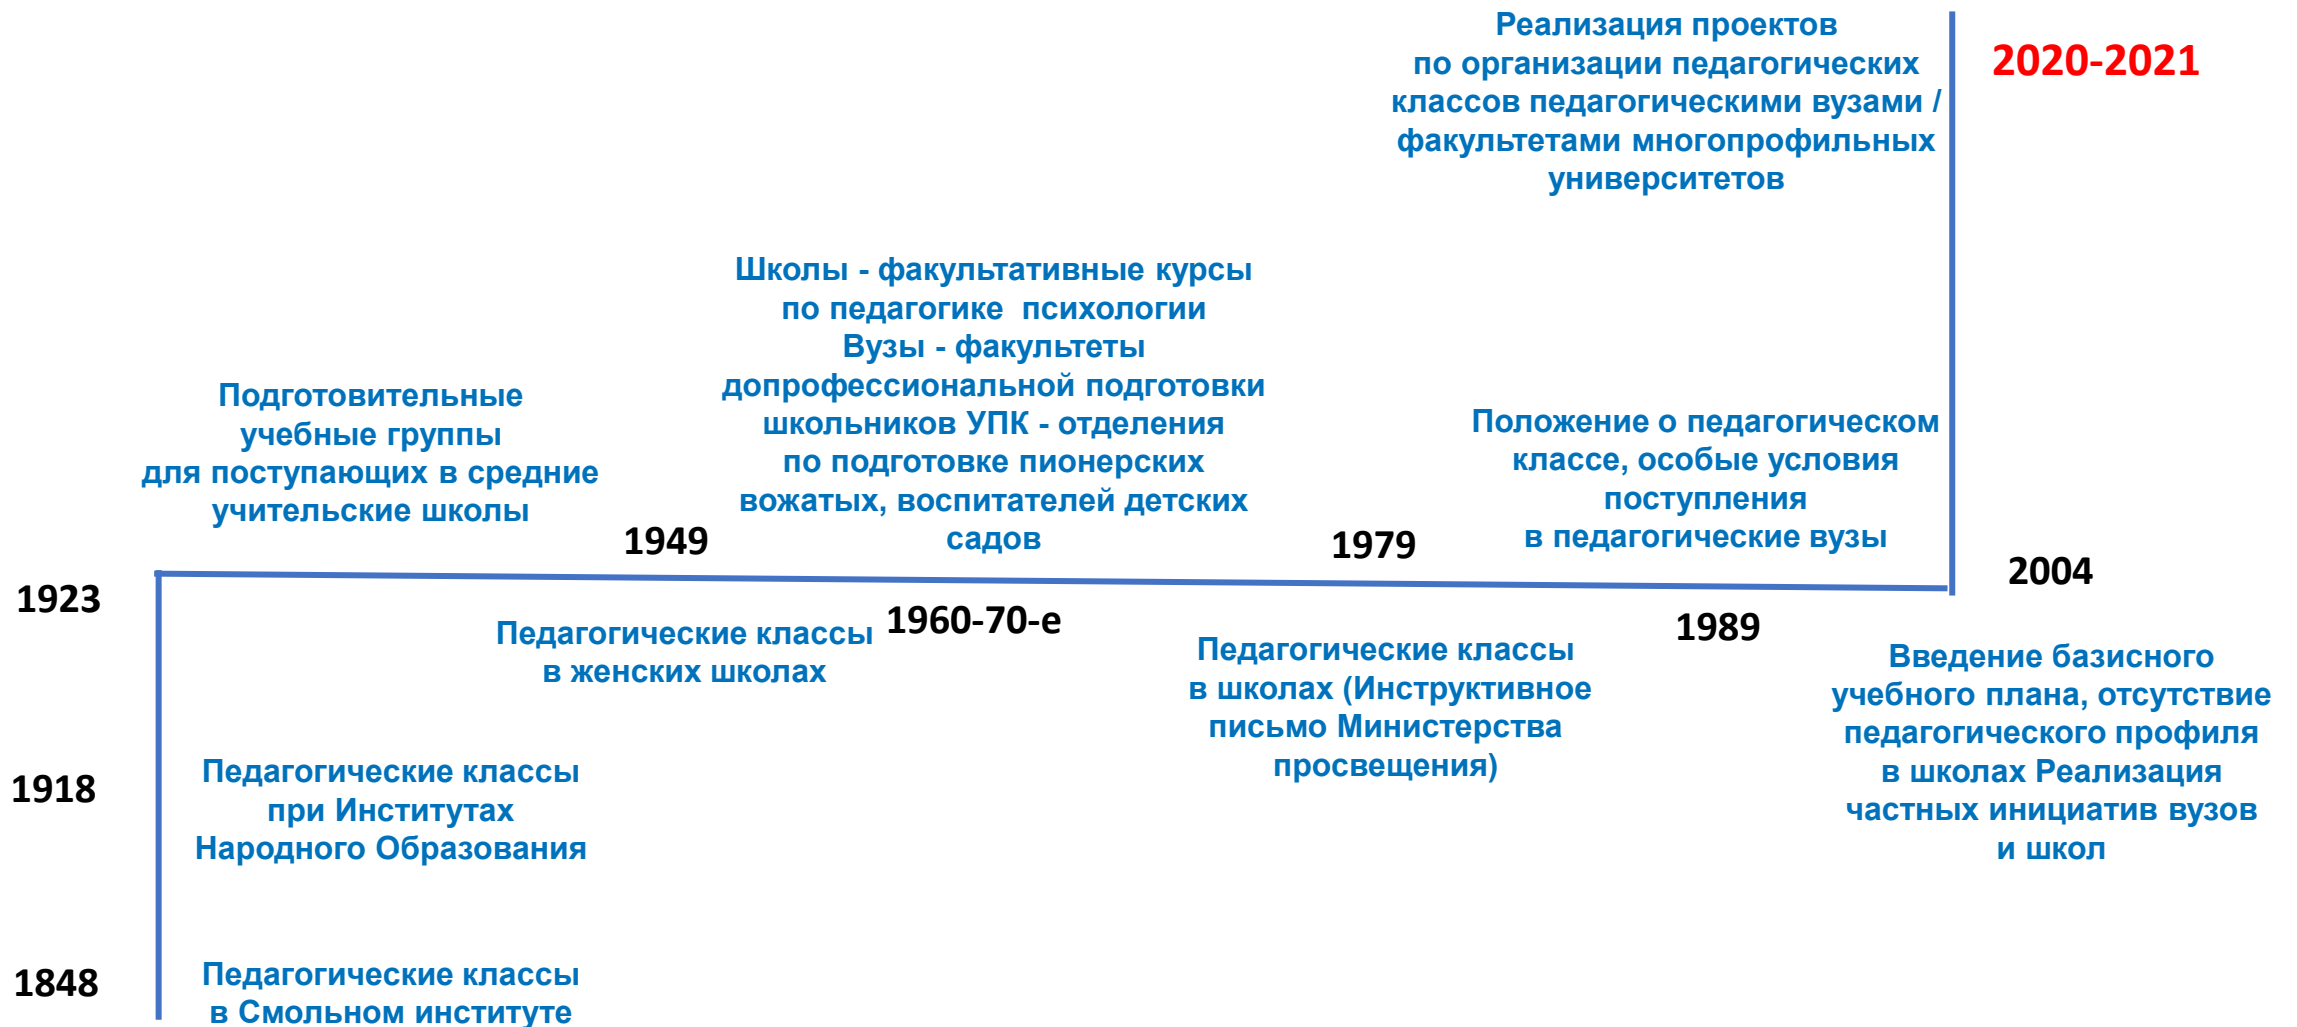 Реализация проектов
по организации педагогических
классов педагогическими вузами /
факультетами многопрофильных
университетов
2020-2021
Школы - факультативные курсы
по педагогике  психологии
Вузы - факультеты
допрофессиональной подготовки
школьников УПК - отделения
по подготовке пионерских
вожатых, воспитателей детских
садов
Подготовительные
учебные группы
для поступающих в средние
учительские школы
Положение о педагогическом
классе, особые условия
поступления
в педагогические вузы
1949
1979
2004
1923
1960-70-е
1989
Педагогические классы
в женских школах
Педагогические классы
в школах (Инструктивное
письмо Министерства
просвещения)
Введение базисного
учебного плана, отсутствие
педагогического профиля
в школах Реализация
частных инициатив вузов
и школ
1918
Педагогические классы
при Институтах
Народного Образования
1848
Педагогические классы
в Смольном институте